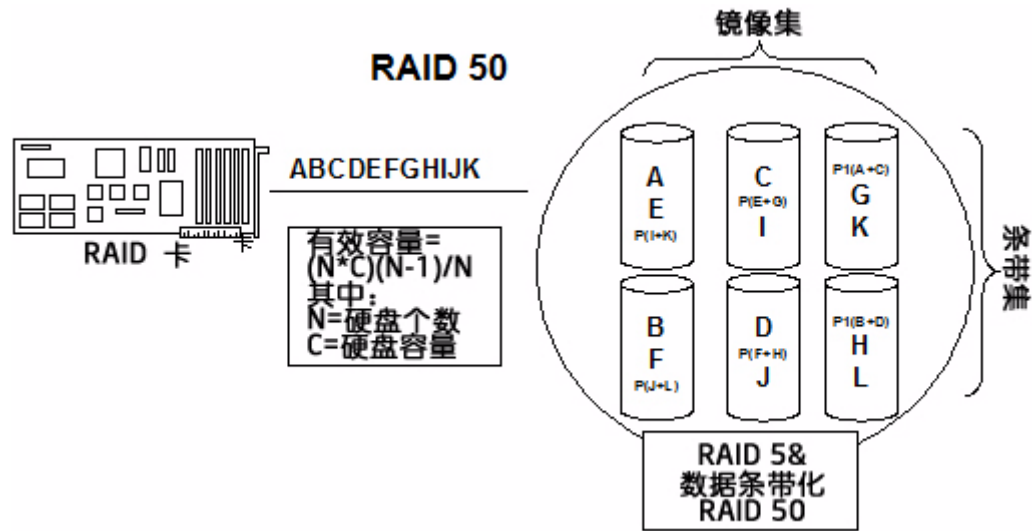 镜像集
RAID 50
ABCDEFGHIJK
RAID 卡
卡
有效容量=
(N*C)(N-1)/N
其中：
N=硬盘个数
C=硬盘容量
A
E
P(I+K)
C
P(E+G)
I
P1(A+C)
G
K
B
F
P(J+L)
D
P(F+H)
J
P1(B+D)
H
L
条带集
RAID 5&
数据条带化
RAID 50